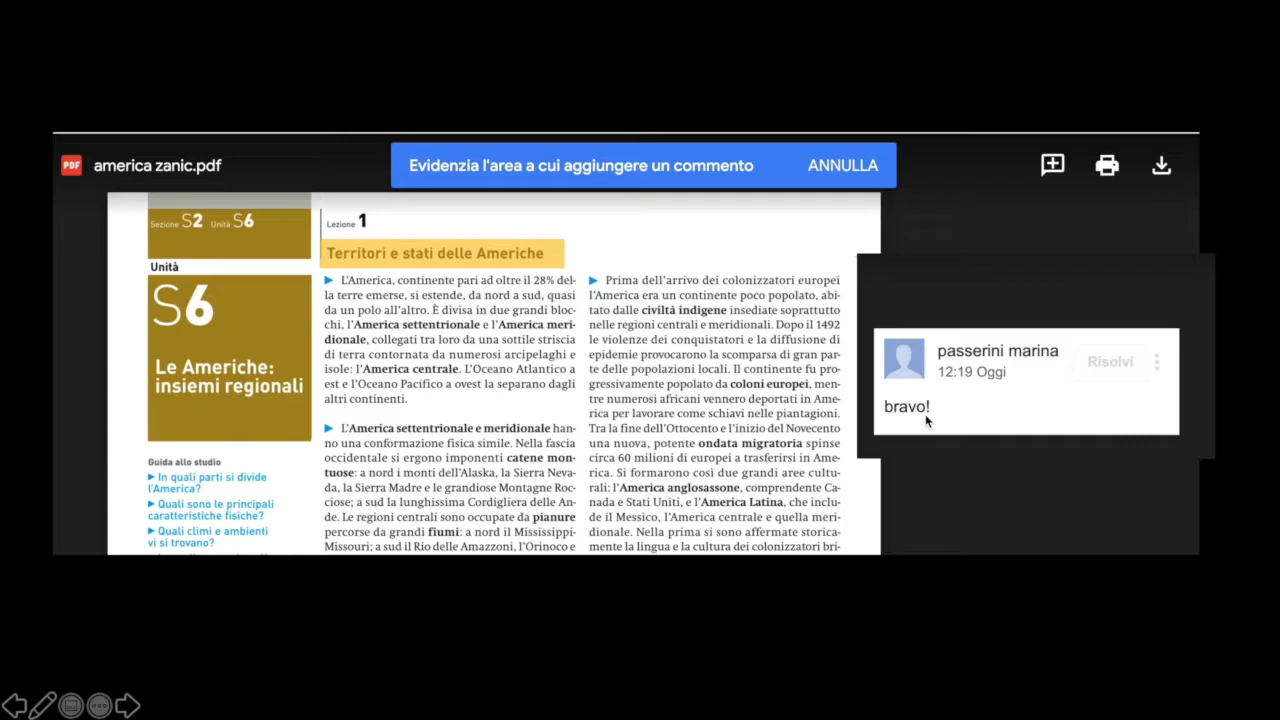 PDF america zanic.pdf
Evidenzia l'area a cui aggiungere un commento ANNULLA
Sezione S2 Unità S6
Unità
S6
Le Americhe:
insiemi regionali
Guida allo studio
▶ In quali parti si divide
l'America?
▶ Quali sono le principali
caratteristiche fisiche?
▶ Quali climi e ambienti
vi si trovano?
Lezione 1
Territori e stati delle Americhe
▶ L'America, continente pari ad oltre il 28% del-
la terre emerse, si estende, da nord a sud, quasi
da un polo all'altro. È divisa in due grandi bloc-
chi, l'America settentrionale e l'America meri-
dionale, collegati tra loro da una sottile striscia
di terra contornata da numerosi arcipelaghi e
isole: l'America centrale. L'Oceano Atlantico a
est e l'Oceano Pacifico a ovest la separano dagli
altri continenti.
▶ L'America settentrionale e meridionale han-
no una conformazione fisica simile. Nella fascia
occidentale si ergono imponenti catene mon-
tuose: a nord i monti dell'Alaska, la Sierra Neva-
da, la Sierra Madre e le grandiose Montagne Roc-
ciose; a sud la lunghissima Cordigliera delle An-
de. Le regioni centrali sono occupate da pianure
percorse da grandi fiumi: a nord il Mississippi-
Missouri; a sud il Rio delle Amazzoni, l'Orinoco e
▶ Prima dell'arrivo dei colonizzatori europei
l'America era un continente poco popolato, abi-
tato dalle civiltà indigene insediate soprattutto
nelle regioni centrali e meridionali. Dopo il 1492
le violenze dei conquistatori e la diffusione di
epidemie provocarono la scomparsa di gran par-
te delle popolazioni locali. Il continente fu pro-
gressivamente popolato da coloni europei, men-
tre numerosi africani vennero deportati in Ame-
rica per lavorare come schiavi nelle piantagioni.
Tra la fine dell'Ottocento e l'inizio del Novecento
una nuova, potente ondata migratoria spinse
circa 60 milioni di europei a trasferirsi in Ame-
rica. Si formarono così due grandi aree cultu-
rali: l'America anglosassone, comprendente Ca-
nada e Stati Uniti, e l'America Latina, che inclu-
de il Messico, l'America centrale e quella meri-
dionale. Nella prima si sono affermate storica-
mente la lingua e la cultura dei colonizzatori bri-
passerini marina
12:19 Oggi
Risolvi
bravo!